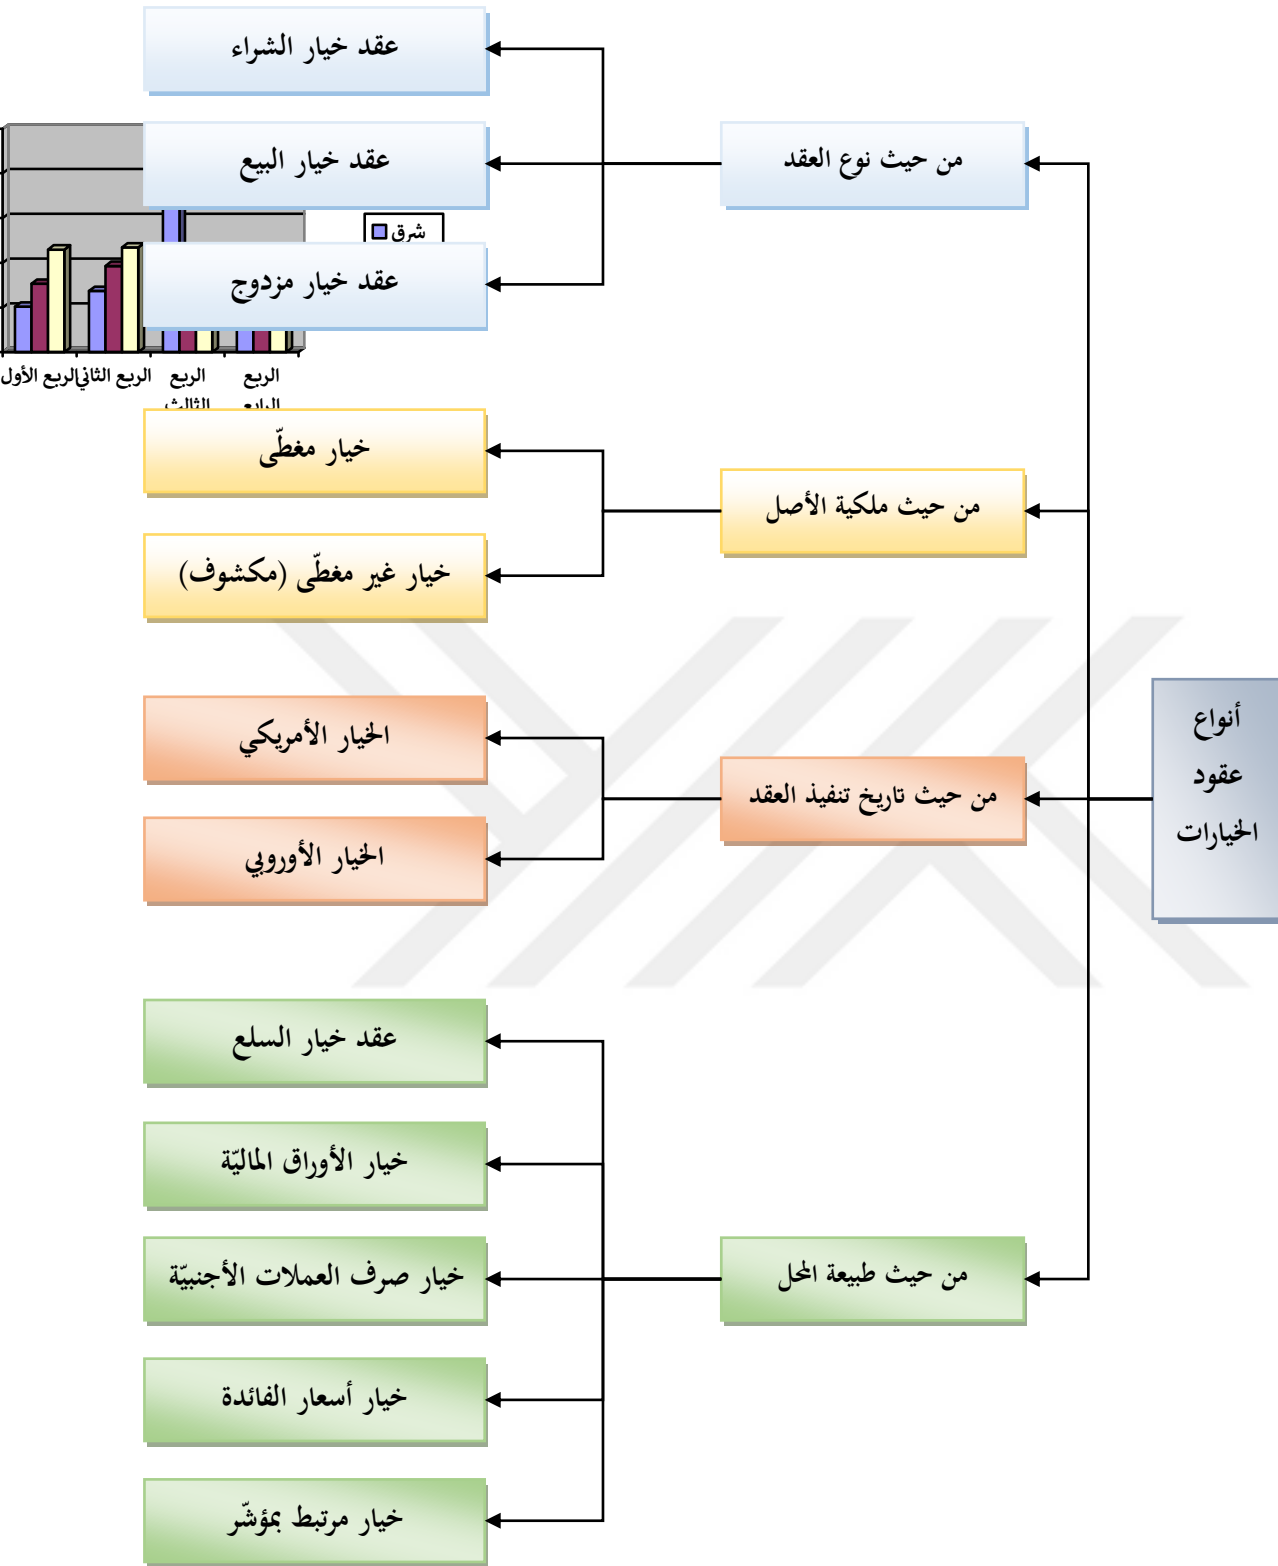 أنواع
عقود
الخيارات
من حيث نوع العقد
عقد خيار الشراء
عقد خيار البيع
عقد خيار مزدوج
من حيث ملكية الأصل
خيار مغطّى
خيار غير مغطّى (مكشوف)
من حيث تاريخ تنفيذ العقد
الخيار الأمريكي
الخيار الأوروبي
من حيث طبيعة المحل
عقد خيار السلع
خيار الأوراق الماليّة
خيار صرف العملات الأجنبيّة
خيار أسعار الفائدة
خيار مرتبط بمؤشّر
شرق
الربع الأول
الربع الثاني
الربع
الثالث
الربع
الرابع